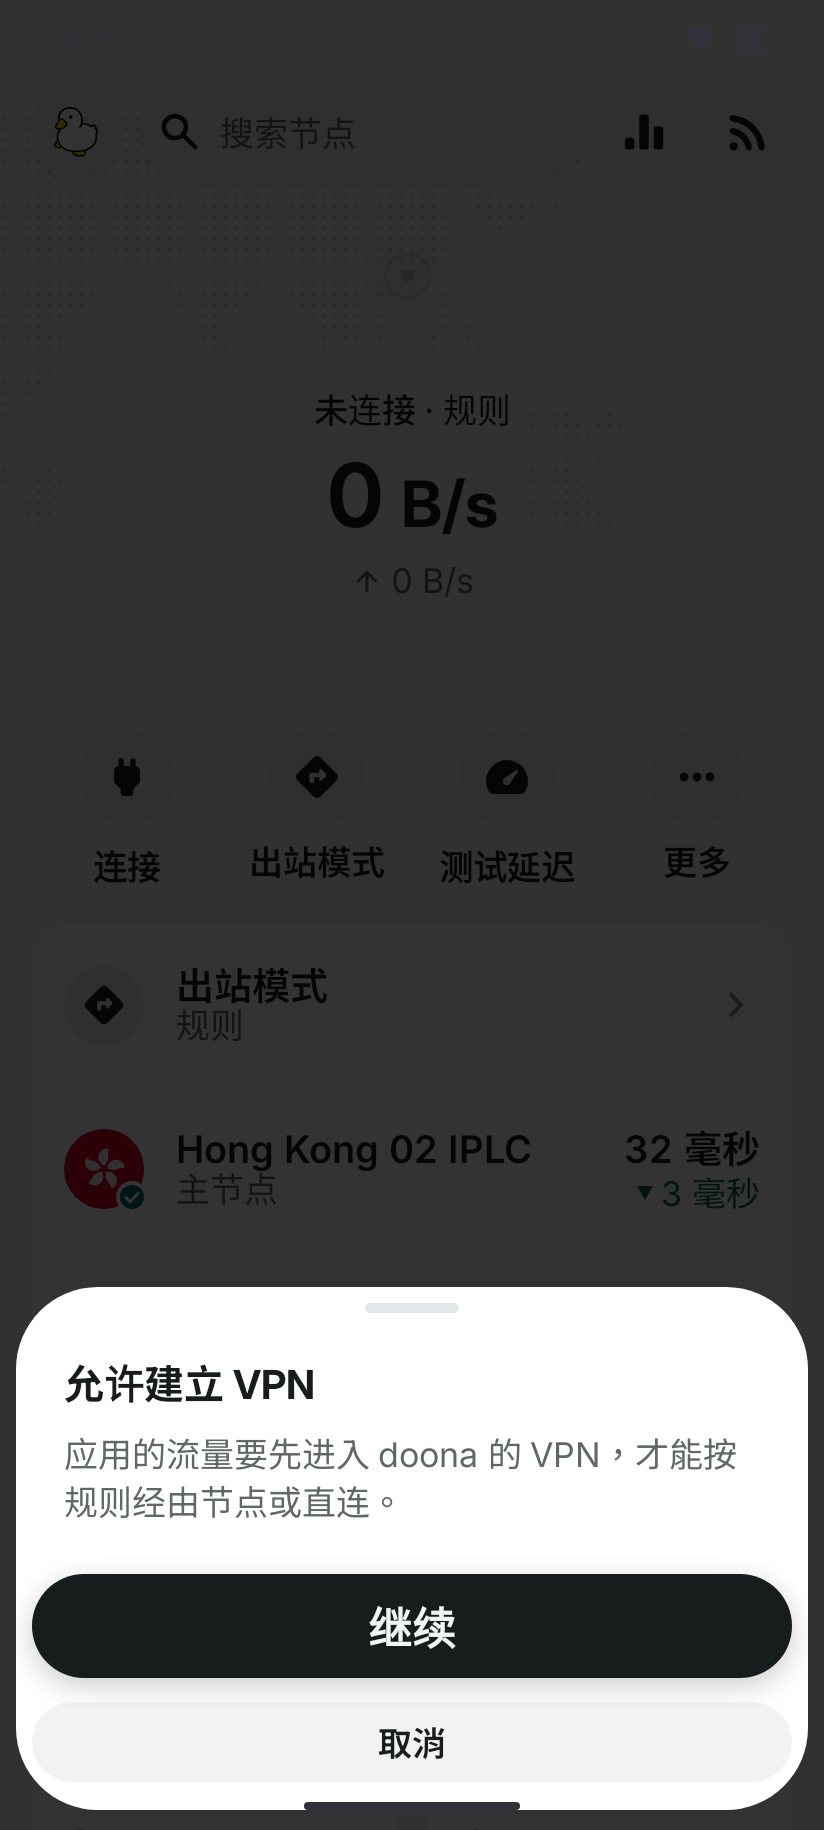 搜索节点
未连接 · 规则
0 B/s
↑ 0 B/s
连接
出站模式
测试延迟
更多
出站模式
规则
Hong Kong 02 IPLC
32 毫秒
主节点
▼3 毫秒
允许建立 VPN
应用的流量要先进入 doona 的 VPN，才能按
规则经由节点或直连。
继续
取消